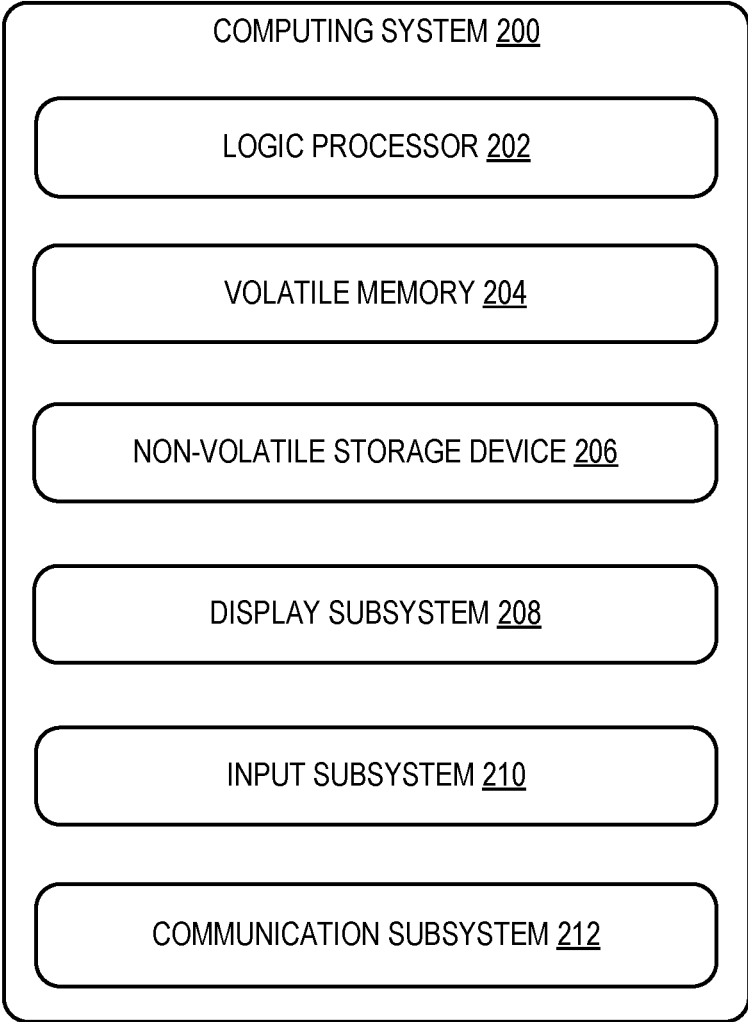 COMPUTING SYSTEM 200
LOGIC PROCESSOR 202
VOLATILE MEMORY 204
NON-VOLATILE STORAGE DEVICE 206
DISPLAY SUBSYSTEM 208
INPUT SUBSYSTEM 210
COMMUNICATION SUBSYSTEM 212